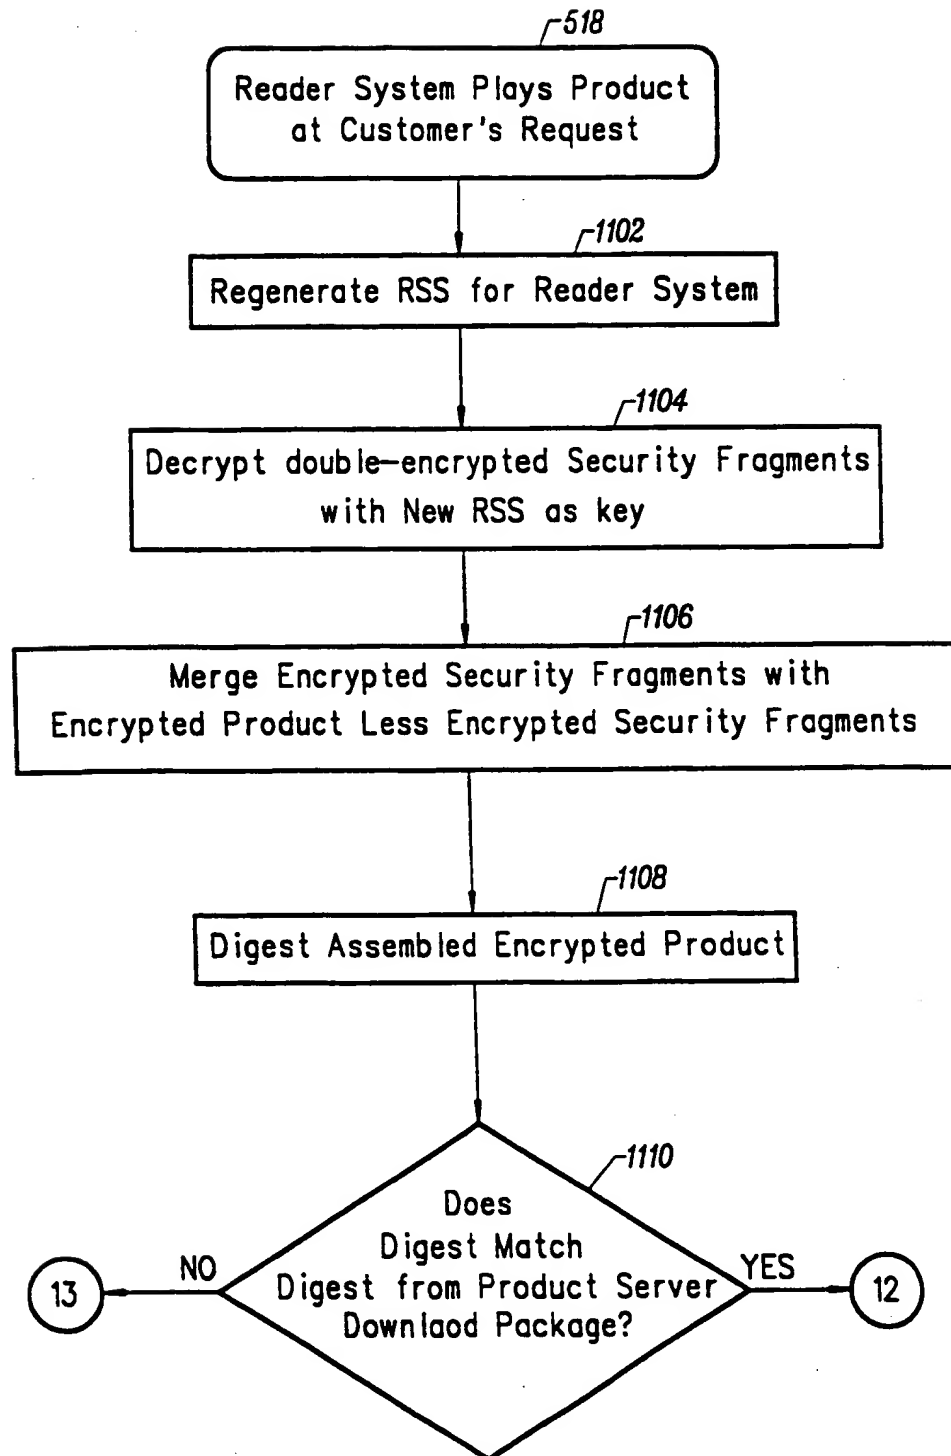 518
Reader System Plays Product
at Customer's Request
1102
Regenerate RSS for Reader System
1104
Decrypt double-encrypted Security Fragments
with New RSS as key
1106
Merge Encrypted Security Fragments with
Encrypted Product Less Encrypted Security Fragments
1108
Digest Assembled Encrypted Product
1110
Does
Digest Match
Digest from Product Server
Downlaod Package?
NO
YES
13
12